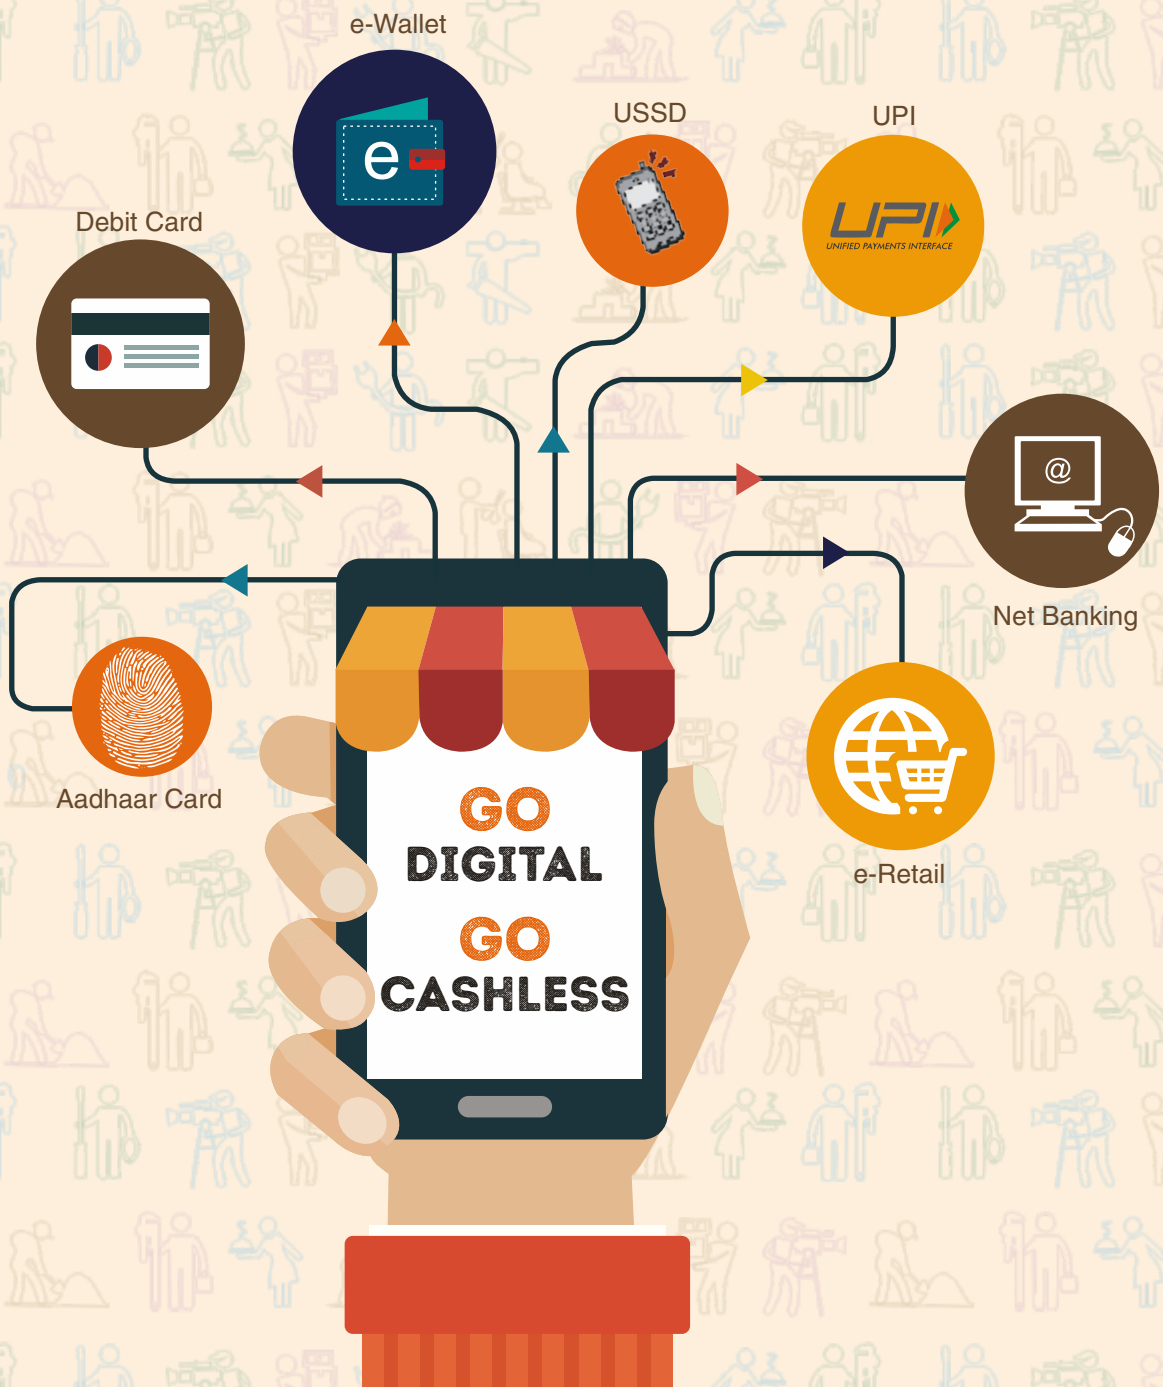 e-Wallet
USSD
UPI
Debit Card
e
UPI
UNIFIED PAYMENTS INTERFACE
@
Net Banking
Aadhaar Card
e-Retail
GO
DIGITAL
GO
CASHLESS